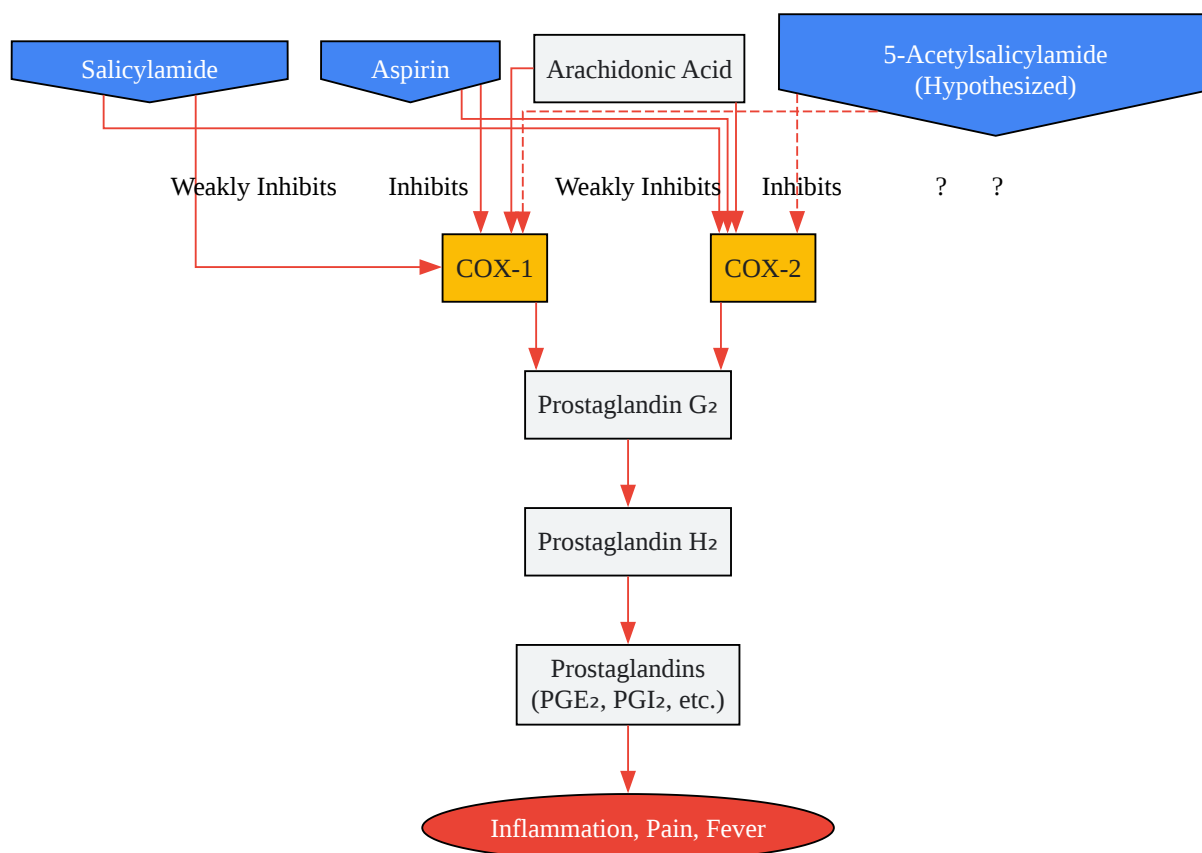 Salicylamide
Aspirin
Arachidonic Acid
5-Acetylsalicylamide
(Hypothesized)
Weakly Inhibits
Inhibits
Weakly Inhibits
Inhibits
?
?
COX-1
COX-2
Prostaglandin G₂
Prostaglandin H₂
Prostaglandins
(PGE₂, PGI₂, etc.)
Inflammation, Pain, Fever